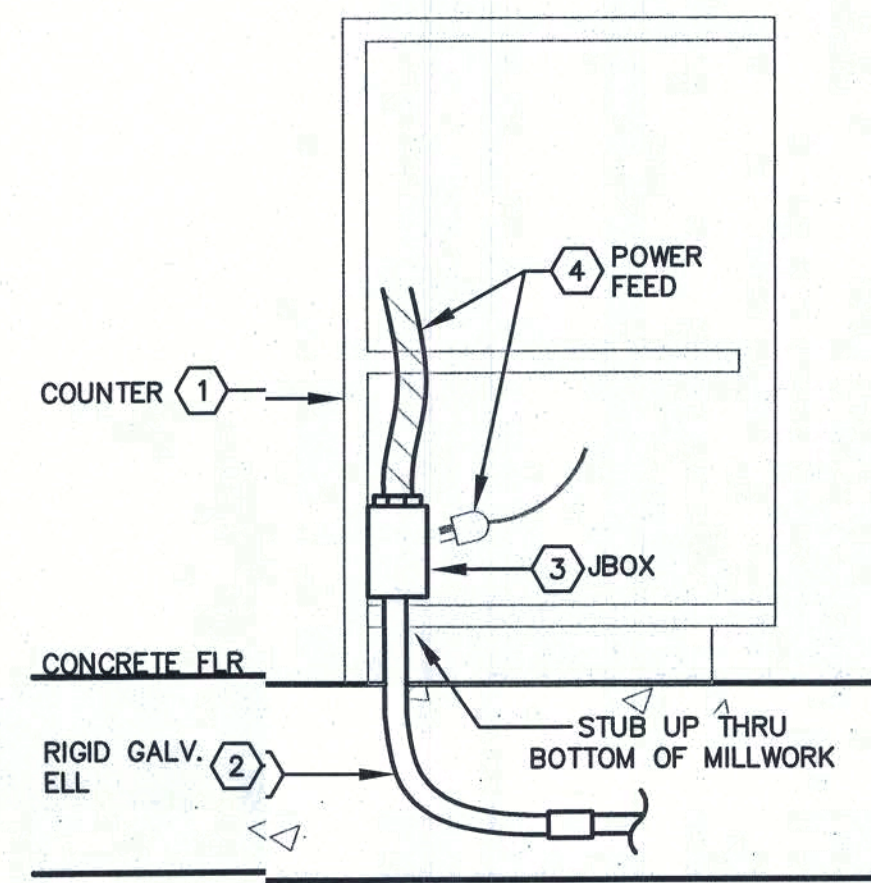 4 POWER
FEED
COUNTER 1
3 JBOX
CONCRETE FLR
STUB UP THRU
BOTTOM OF MILLWORK
RIGID GALV. 2
ELL